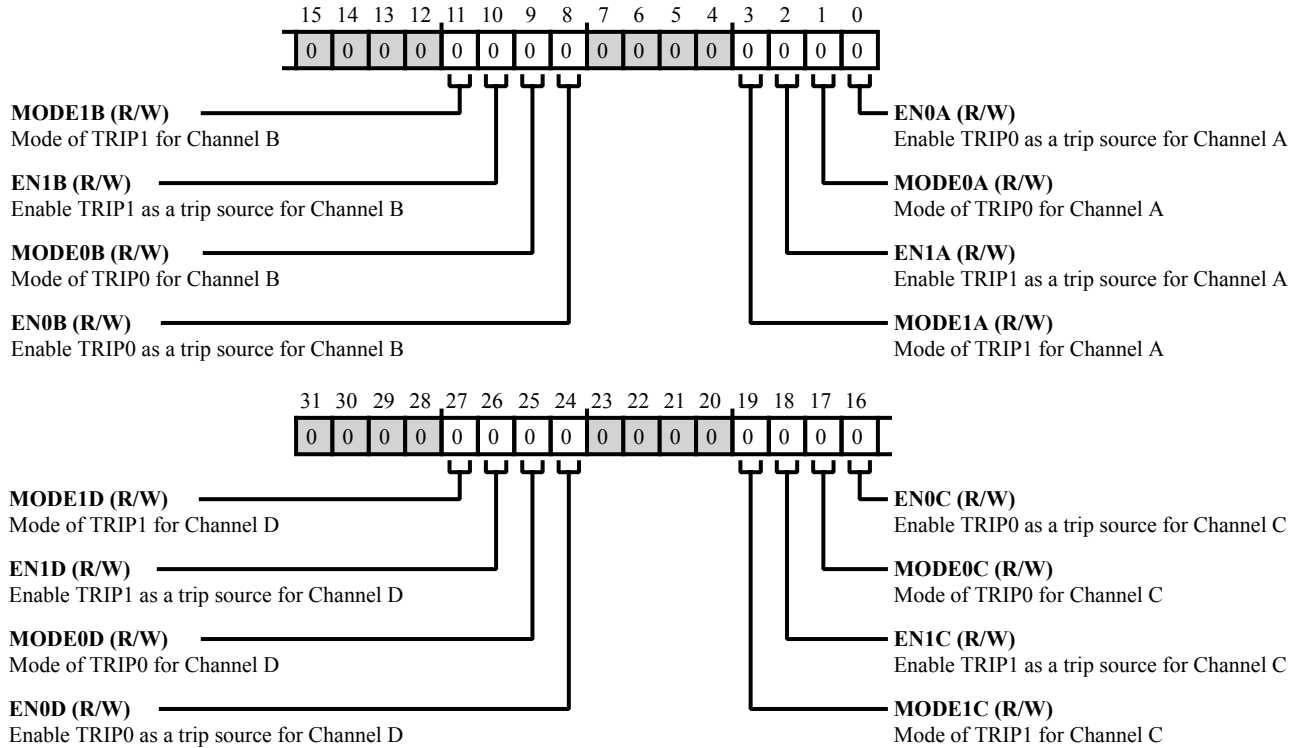 15 14 13 12 11 10 9 8 7 6 5 4 3 2 1 0
0 0 0 0 0 0 0 0 0 0 0 0 0 0 0 0
MODE1B (R/W)
Mode of TRIP1 for Channel B
EN1B (R/W)
Enable TRIP1 as a trip source for Channel B
MODE0B (R/W)
Mode of TRIP0 for Channel B
EN0B (R/W)
Enable TRIP0 as a trip source for Channel B
EN0A (R/W)
Enable TRIP0 as a trip source for Channel A
MODE0A (R/W)
Mode of TRIP0 for Channel A
EN1A (R/W)
Enable TRIP1 as a trip source for Channel A
MODE1A (R/W)
Mode of TRIP1 for Channel A
31 30 29 28 27 26 25 24 23 22 21 20 19 18 17 16
0 0 0 0 0 0 0 0 0 0 0 0 0 0 0 0
MODE1D (R/W)
Mode of TRIP1 for Channel D
EN1D (R/W)
Enable TRIP1 as a trip source for Channel D
MODE0D (R/W)
Mode of TRIP0 for Channel D
EN0D (R/W)
Enable TRIP0 as a trip source for Channel D
EN0C (R/W)
Enable TRIP0 as a trip source for Channel C
MODE0C (R/W)
Mode of TRIP0 for Channel C
EN1C (R/W)
Enable TRIP1 as a trip source for Channel C
MODE1C (R/W)
Mode of TRIP1 for Channel C